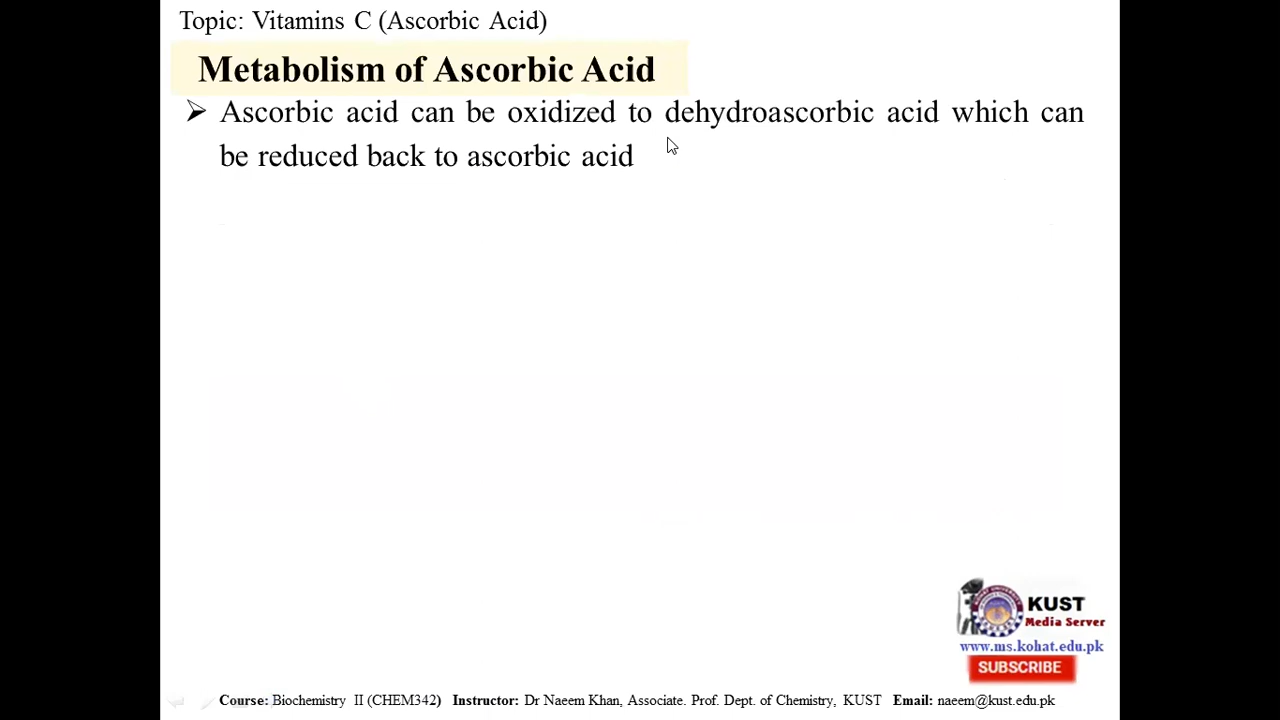 Topic: Vitamins C (Ascorbic Acid)
Metabolism of Ascorbic Acid
➢ Ascorbic acid can be oxidized to dehydroascorbic acid which can
be reduced back to ascorbic acid
KUST
Media Server
www.ms.kohat.edu.pk
SUBSCRIBE
Course: Biochemistry II (CHEM342) Instructor: Dr Naeem Khan, Associate. Prof. Dept. of Chemistry, KUST Email: naeem@kust.edu.pk